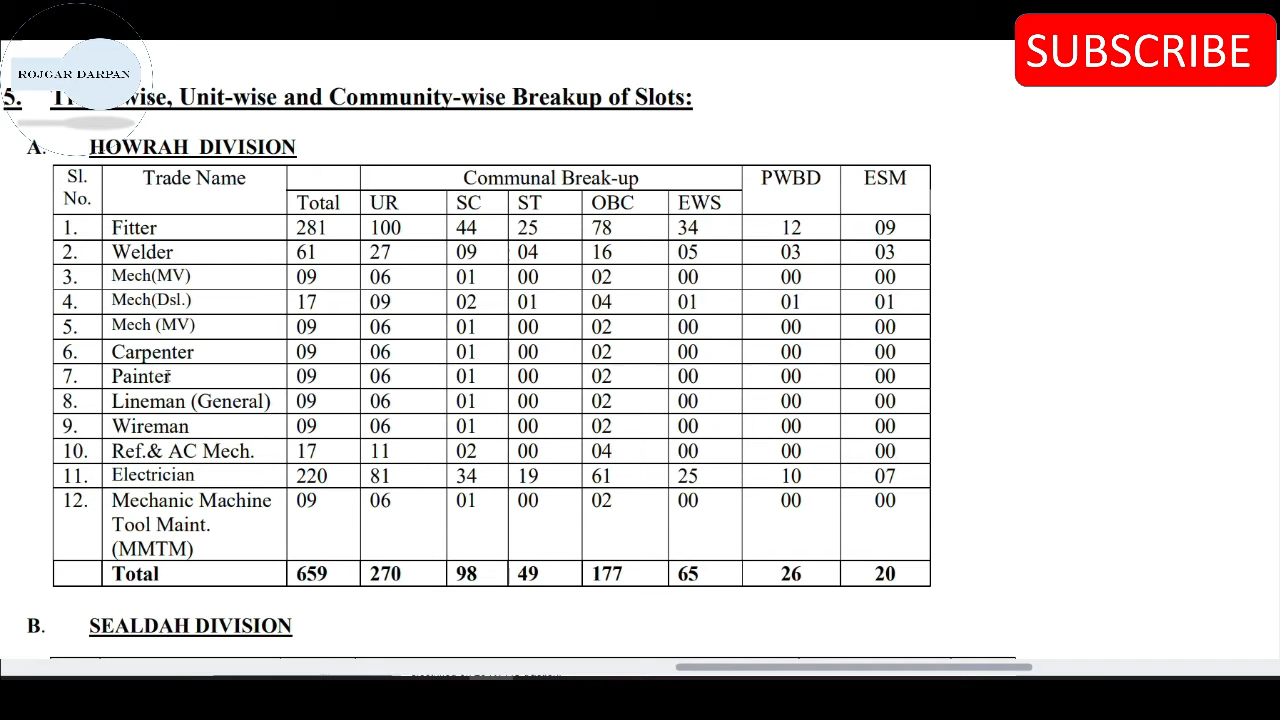 SUBSCRIBE
ROJGAR DARPAN
5. wise, Unit-wise and Community-wise Breakup of Slots:
A. HOWRAH DIVISION
Sl. No. Trade Name Communal Break-up PWBD ESM
Total UR SC ST OBC EWS
1. Fitter 281 100 44 25 78 34 12 09
2. Welder 61 27 09 04 16 05 03 03
3. Mech(MV) 09 06 01 00 02 00 00 00
4. Mech(Dsl.) 17 09 02 01 04 01 01 01
5. Mech (MV) 09 06 01 00 02 00 00 00
6. Carpenter 09 06 01 00 02 00 00 00
7. Painter 09 06 01 00 02 00 00 00
8. Lineman (General) 09 06 01 00 02 00 00 00
9. Wireman 09 06 01 00 02 00 00 00
10. Ref.& AC Mech. 17 11 02 00 04 00 00 00
11. Electrician 220 81 34 19 61 25 10 07
12. Mechanic Machine 09 06 01 00 02 00 00 00
Tool Maint.
(MMTM)
Total 659 270 98 49 177 65 26 20
B. SEALDAH DIVISION